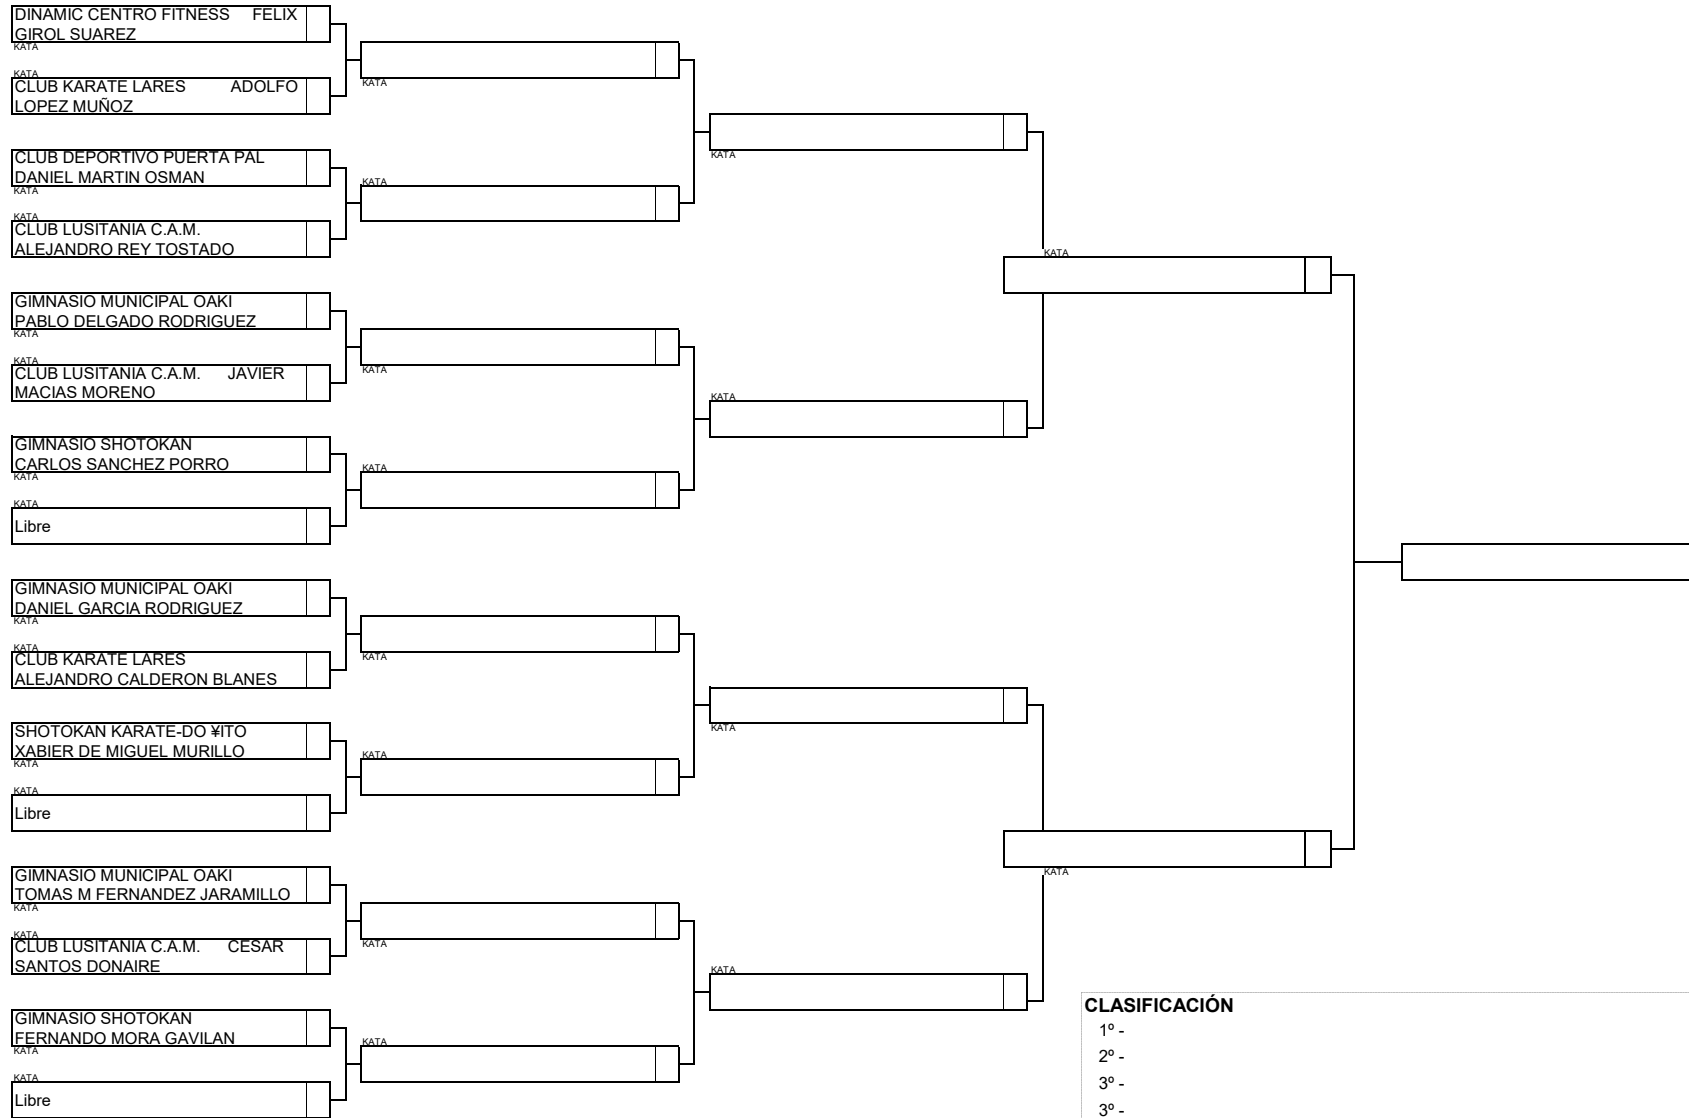 DINAMIC CENTRO FITNESS FELIX
GIROL SUAREZ
KATA
KATA
CLUB KARATE LARES ADOLFO
LOPEZ MUÑOZ
CLUB DEPORTIVO PUERTA PAL
DANIEL MARTIN OSMAN
KATA
KATA
CLUB LUSITANIA C.A.M.
ALEJANDRO REY TOSTADO
GIMNASIO MUNICIPAL OAKI
PABLO DELGADO RODRIGUEZ
KATA
KATA
CLUB LUSITANIA C.A.M. JAVIER
MACIAS MORENO
GIMNASIO SHOTOKAN
CARLOS SANCHEZ PORRO
KATA
KATA
Libre
GIMNASIO MUNICIPAL OAKI
DANIEL GARCIA RODRIGUEZ
KATA
KATA
CLUB KARATE LARES
ALEJANDRO CALDERON BLANES
SHOTOKAN KARATE-DO ¥ITO
XABIER DE MIGUEL MURILLO
KATA
KATA
Libre
GIMNASIO MUNICIPAL OAKI
TOMAS M FERNANDEZ JARAMILLO
KATA
KATA
CLUB LUSITANIA C.A.M. CESAR
SANTOS DONAIRE
GIMNASIO SHOTOKAN
FERNANDO MORA GAVILAN
KATA
KATA
Libre
KATA
KATA
KATA
KATA
KATA
KATA
KATA
KATA
KATA
KATA
KATA
KATA
KATA
KATA
CLASIFICACIÓN
1º -
2º -
3º -
3º -